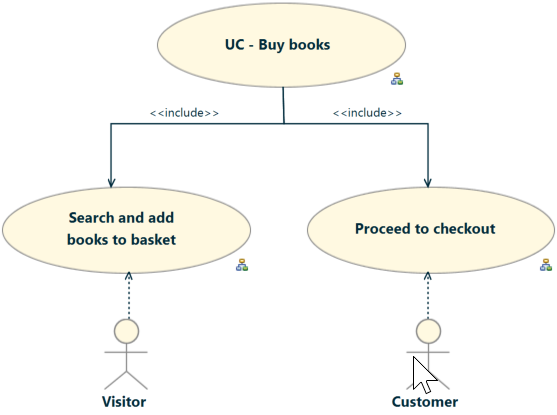 UC - Buy books
<<include>>
<<include>>
Search and add
books to basket
Proceed to checkout
Visitor
Customer